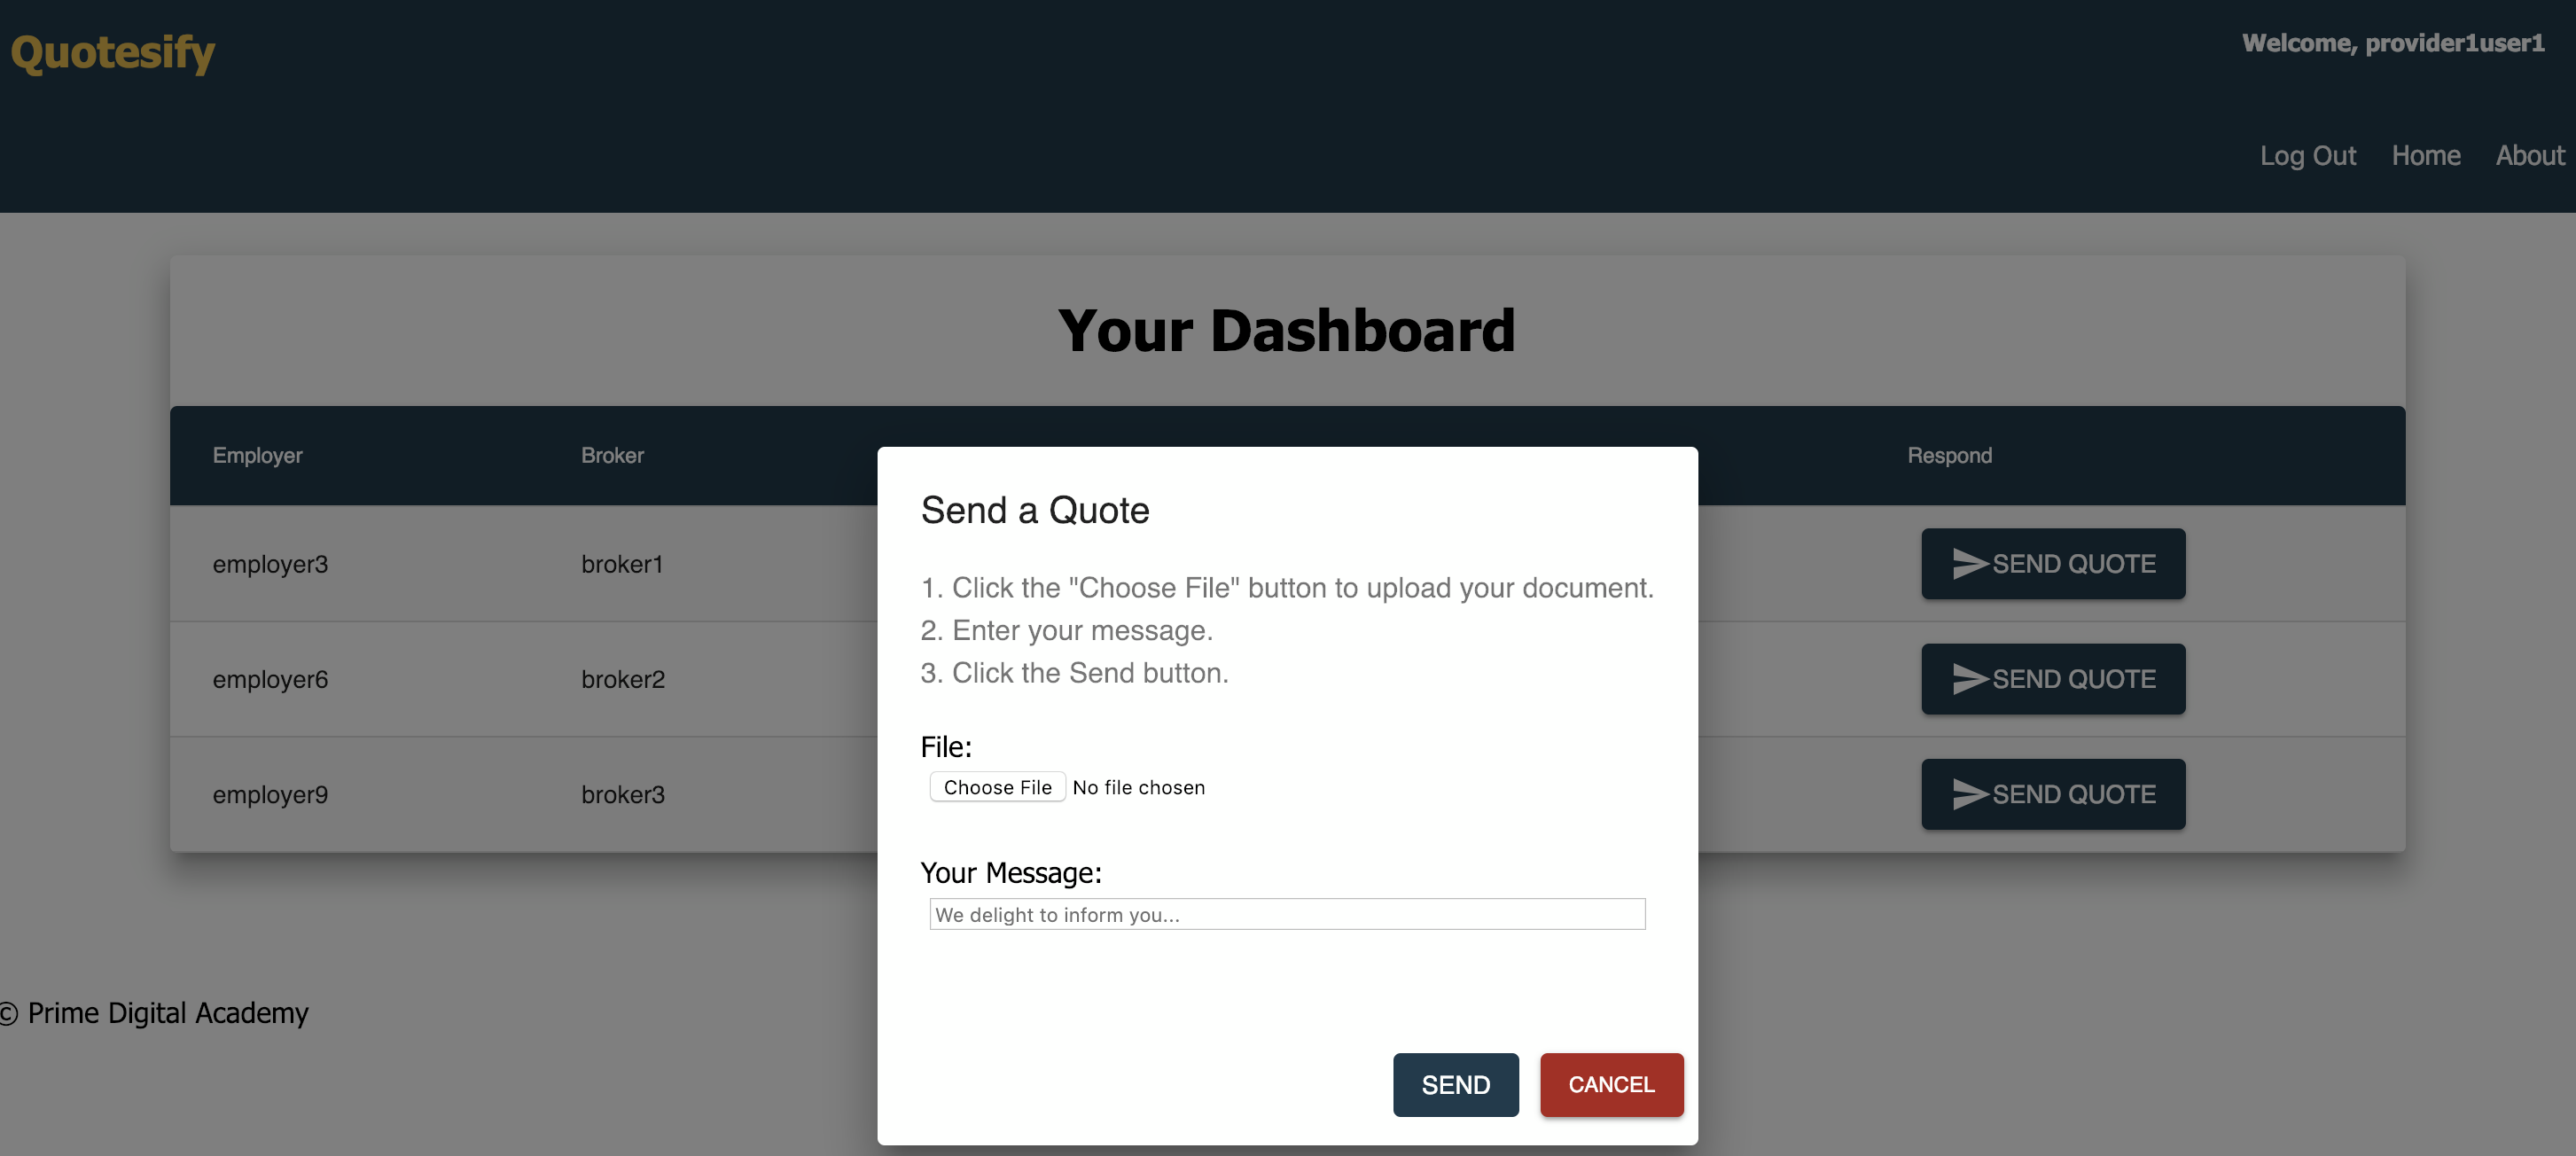 Quotesify
Welcome, provider1user1
Log Out Home About
Your Dashboard
Employer Broker Respond
employer3 broker1 SEND QUOTE
employer6 broker2 SEND QUOTE
employer9 broker3 SEND QUOTE
Send a Quote
1. Click the "Choose File" button to upload your document.
2. Enter your message.
3. Click the Send button.
File:
Choose File No file chosen
Your Message:
We delight to inform you...
SEND CANCEL
© Prime Digital Academy